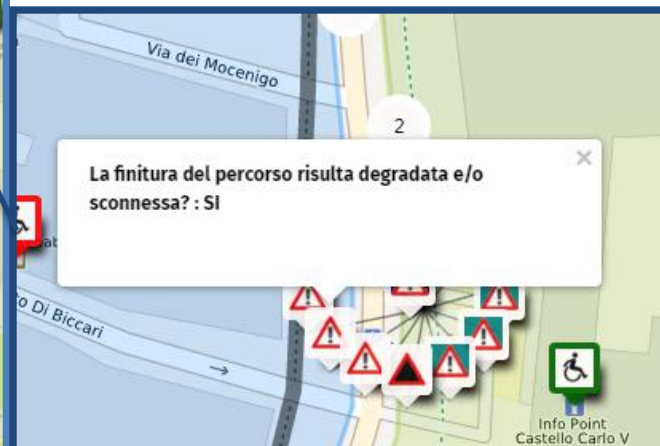 Via dei Mocenigo
2
La finitura del percorso risulta degradata e/o
sconnessa? : SI
×
Di Biccari
Info Point
Castello Carlo V